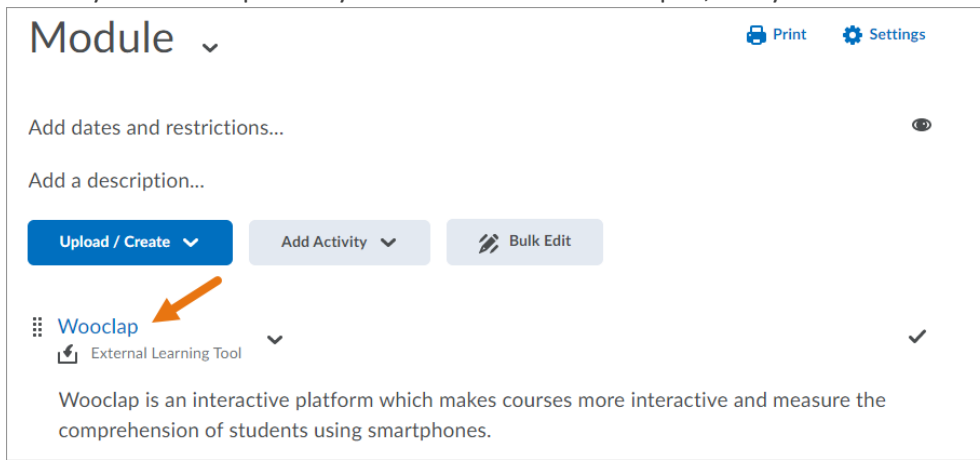 Module
Print Settings
Add dates and restrictions...
Add a description...
Upload / Create Add Activity Bulk Edit
Wooclap
External Learning Tool
Wooclap is an interactive platform which makes courses more interactive and measure the
comprehension of students using smartphones.